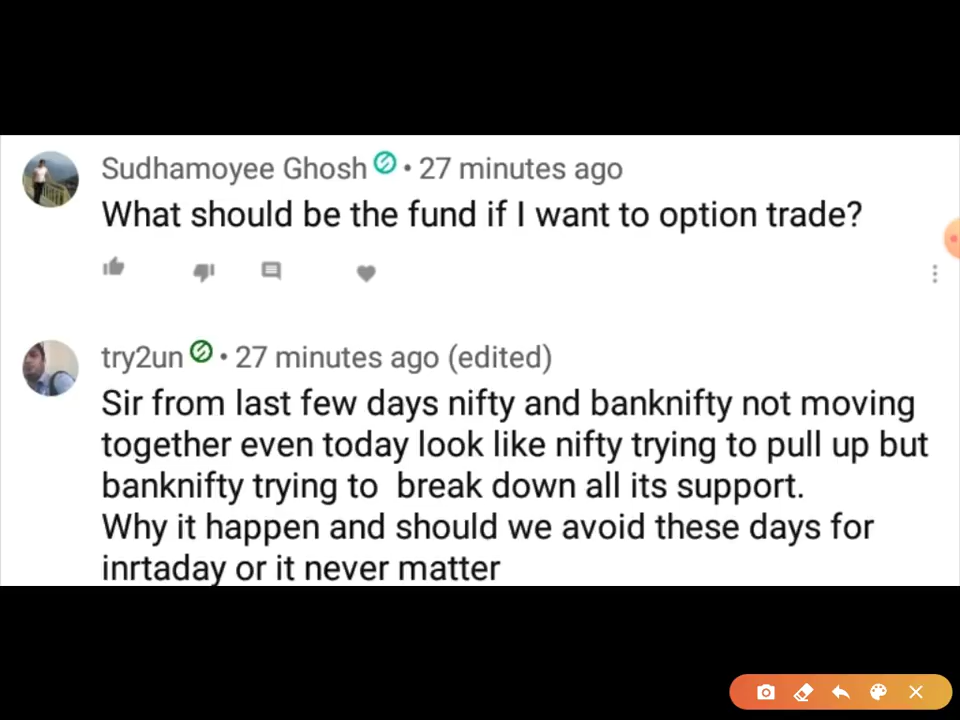 Sudhamoyee Ghosh • 27 minutes ago
What should be the fund if I want to option trade?
try2un • 27 minutes ago (edited)
Sir from last few days nifty and banknifty not moving
together even today look like nifty trying to pull up but
banknifty trying to  break down all its support.
Why it happen and should we avoid these days for
inrtaday or it never matter